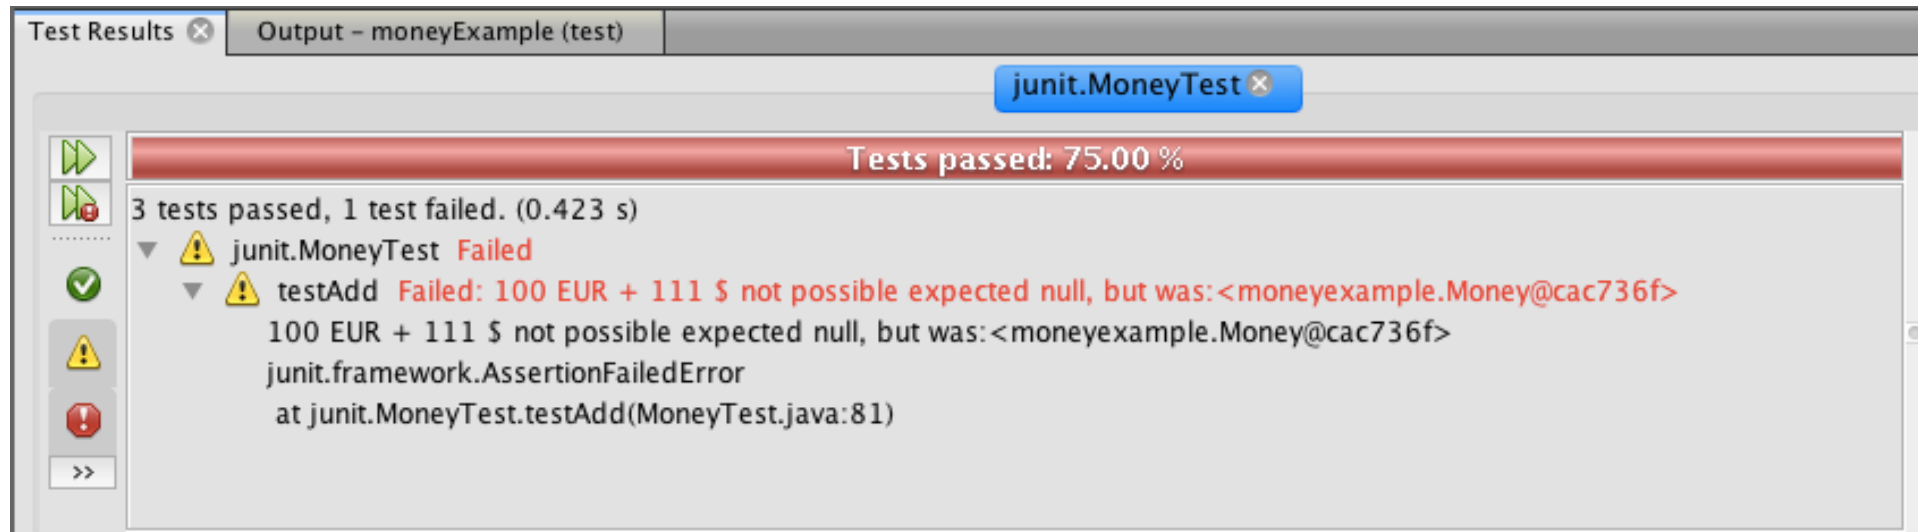 Test Results
Output – moneyExample (test)
junit.MoneyTest
Tests passed: 75.00 %
3 tests passed, 1 test failed. (0.423 s)
junit.MoneyTest Failed
testAdd Failed: 100 EUR + 111 $ not possible expected null, but was:<moneyexample.Money@cac736f>
100 EUR + 111 $ not possible expected null, but was:<moneyexample.Money@cac736f>
junit.framework.AssertionFailedError
at junit.MoneyTest.testAdd(MoneyTest.java:81)
>>